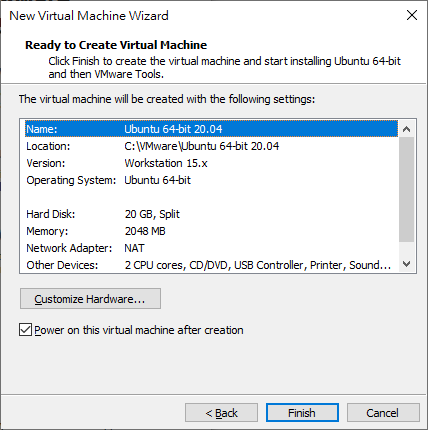 New Virtual Machine Wizard
Ready to Create Virtual Machine
Click Finish to create the virtual machine and start installing Ubuntu 64-bit
and then VMware Tools.
The virtual machine will be created with the following settings:
Name: Ubuntu 64-bit 20.04
Location: C:\VMware\Ubuntu 64-bit 20.04
Version: Workstation 15.x
Operating System: Ubuntu 64-bit
Hard Disk: 20 GB, Split
Memory: 2048 MB
Network Adapter: NAT
Other Devices: 2 CPU cores, CD/DVD, USB Controller, Printer, Sound...
Customize Hardware...
Power on this virtual machine after creation
< Back Finish Cancel